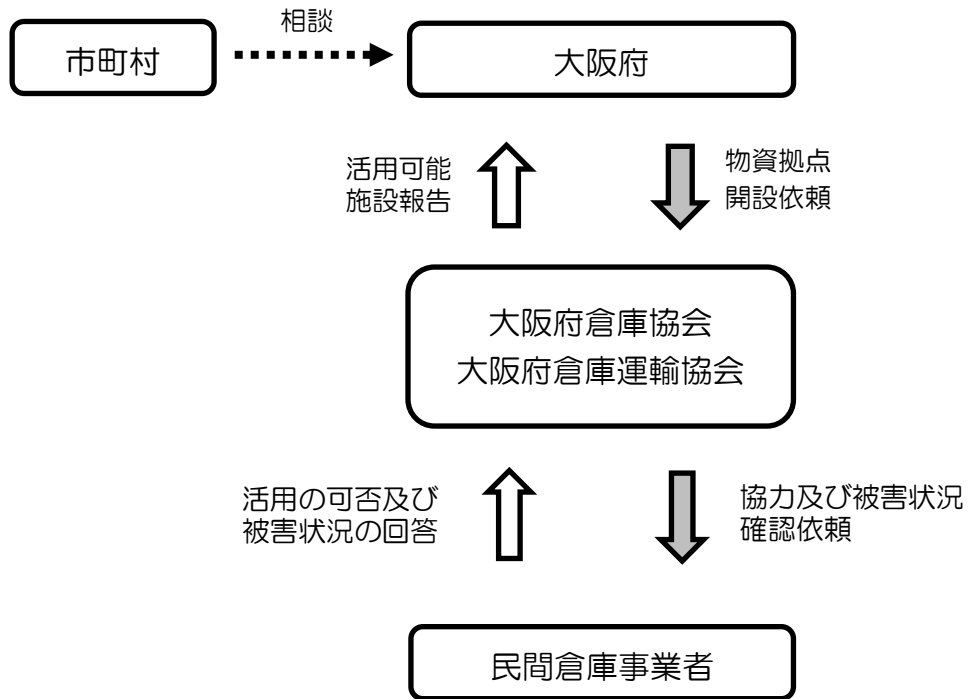 相談
市町村
大阪府
活用可能
施設報告
物資拠点
開設依頼
大阪府倉庫協会
大阪府倉庫運輸協会
活用の可否及び
被害状況の回答
協力及び被害状況
確認依頼
民間倉庫事業者